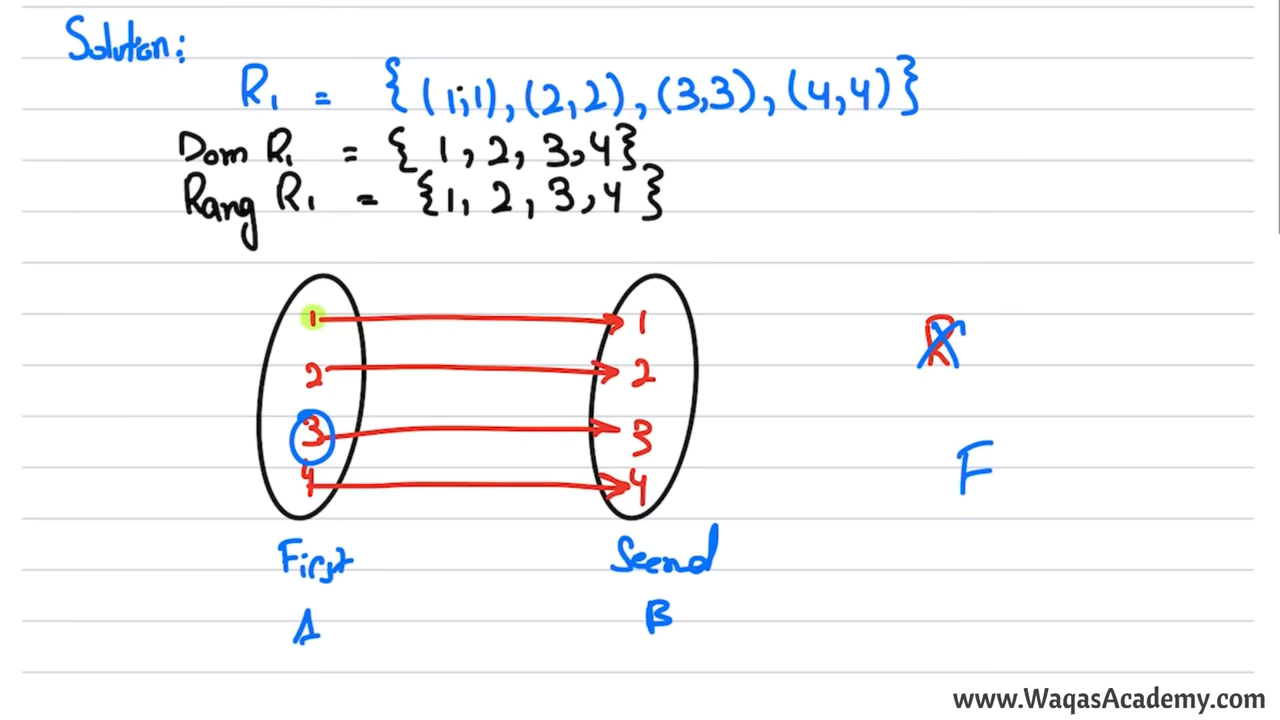 Solution:
R₁ = {(1,1), (2,2), (3,3), (4,4)}
Dom R₁ = {1, 2, 3, 4}
Rang R₁ = {1, 2, 3, 4}
1 1
2 2
3 3
4 4
R
F
First Seend
A B
www.WaqasAcademy.com